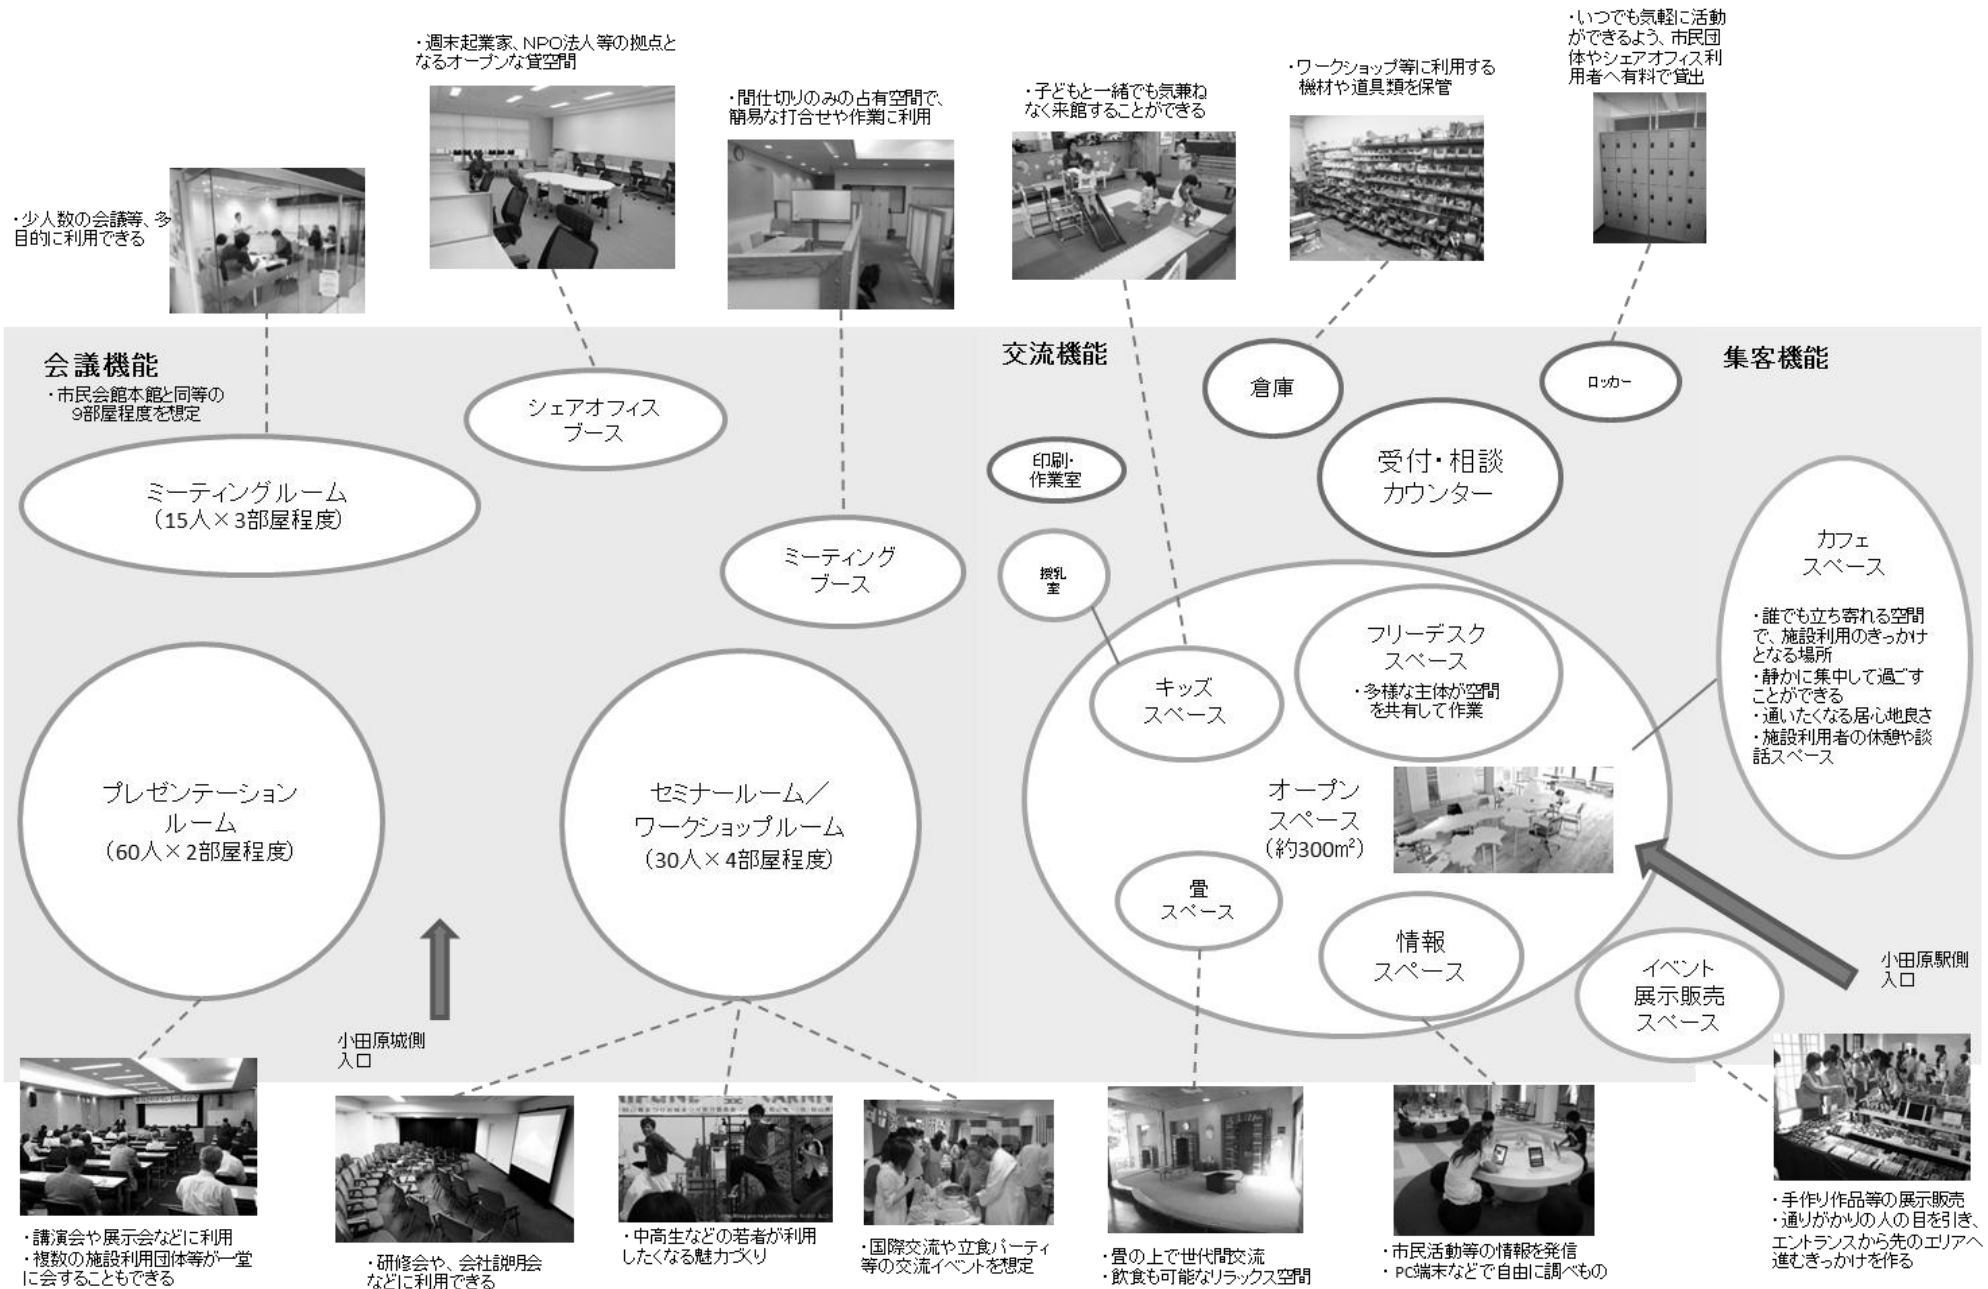 ・週末起業家、NPO法人等の拠点と
なるオープンな貸空間
・間仕切りのみの占有空間で、
簡易な打合せや作業に利用
・子どもと一緒でも気兼ね
なく来館することができる
・ワークショップ等に利用する
機材や道具類を保管
・いつでも気軽に活動
ができるよう、市民団
体やシェアオフィス利
用者へ有料で貸出
・少人数の会議等、多
目的に利用できる
会議機能
・市民会館本館と同等の
9部屋程度を想定
交流機能
集客機能
シェアオフィス
ブース
倉庫
ロッカー
ミーティングルーム
（15人×3部屋程度）
印刷・
作業室
受付・相談
カウンター
ミーティング
ブース
授乳
室
カフェ
スペース
・誰でも立ち寄れる空間
で、施設利用のきっかけ
となる場所
・静かに集中して過ごす
ことができる
・通いたくなる居心地良さ
・施設利用者の休憩や談
話スペース
フリーデスク
スペース
・多様な主体が空間
を共有して作業
キッズ
スペース
プレゼンテーション
ルーム
（60人×2部屋程度）
セミナールーム／
ワークショップルーム
（30人×4部屋程度）
オープン
スペース
（約300㎡）
畳
スペース
情報
スペース
イベント
展示販売
スペース
小田原駅側
入口
小田原城側
入口
・講演会や展示会などに利用
・複数の施設利用団体等が一堂
に会することもできる
・研修会や、会社説明会
などに利用できる
・中高生などの若者が利用
したくなる魅力づくり
・国際交流や立食パーティ
等の交流イベントを想定
・畳の上で世代間交流
・飲食も可能なリラックス空間
・市民活動等の情報を発信
・PC端末などで自由に調べもの
・手作り作品等の展示販売
・通りがかりの人の目を引き、
エントランスから先のエリアへ
進むきっかけを作る